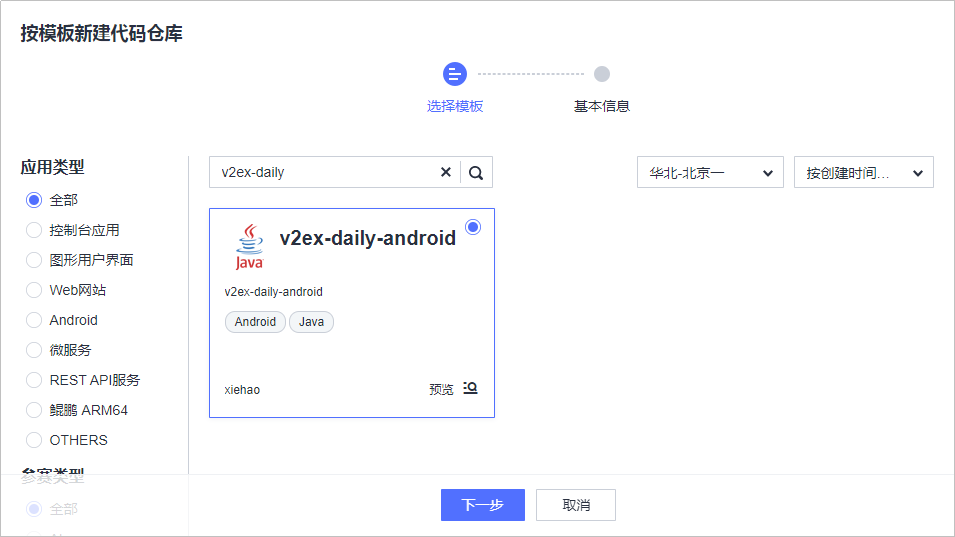 按模板新建代码仓库
选择模板
基本信息
应用类型
全部
控制台应用
图形用户界面
Web网站
Android
微服务
REST API服务
鲲鹏 ARM64
OTHERS
参赛类型
全部
v2ex-daily
华北-北京一
按创建时间...
Java
v2ex-daily-android
v2ex-daily-android
Android
Java
xiehao
预览
下一步
取消